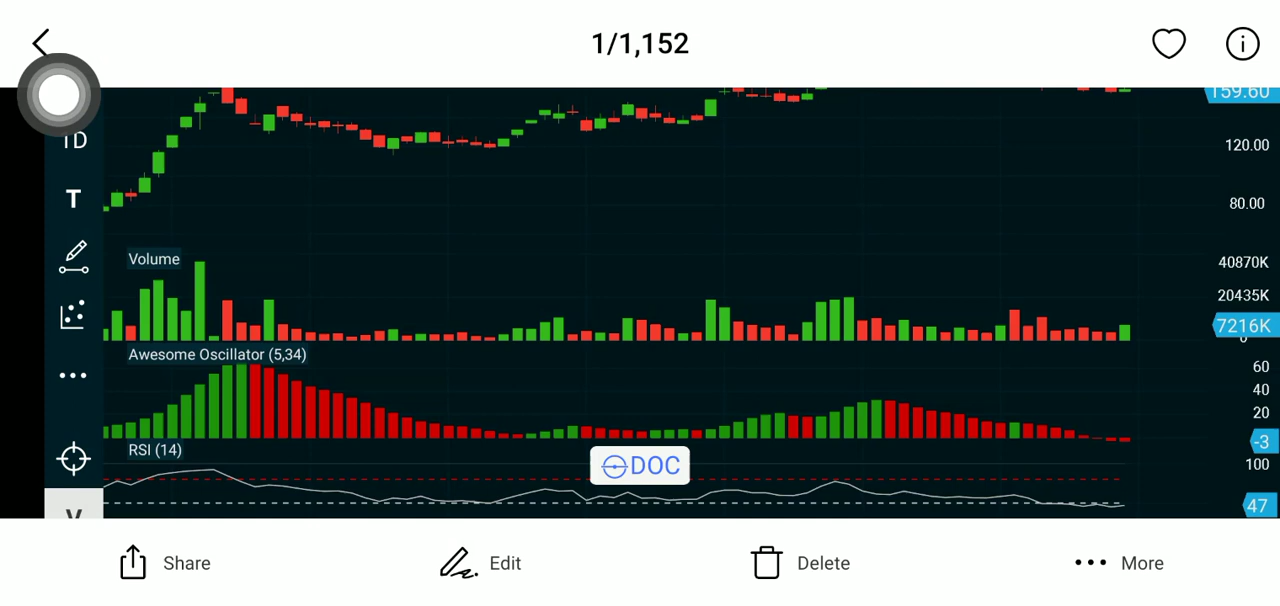 1/1,152
159.60
1D
120.00
T
80.00
Volume
40870K
20435K
7216K
0
Awesome Oscillator (5,34)
60
40
20
-3
RSI (14)
DOC
100
47
Share
Edit
Delete
More